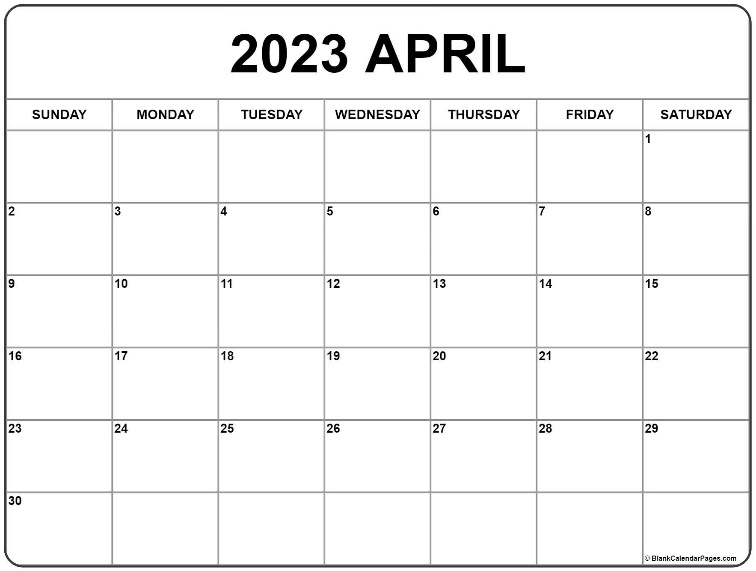 2023 APRIL
SUNDAY MONDAY TUESDAY WEDNESDAY THURSDAY FRIDAY SATURDAY
1
2 3 4 5 6 7 8
9 10 11 12 13 14 15
16 17 18 19 20 21 22
23 24 25 26 27 28 29
30
© BlankCalendarPages.com